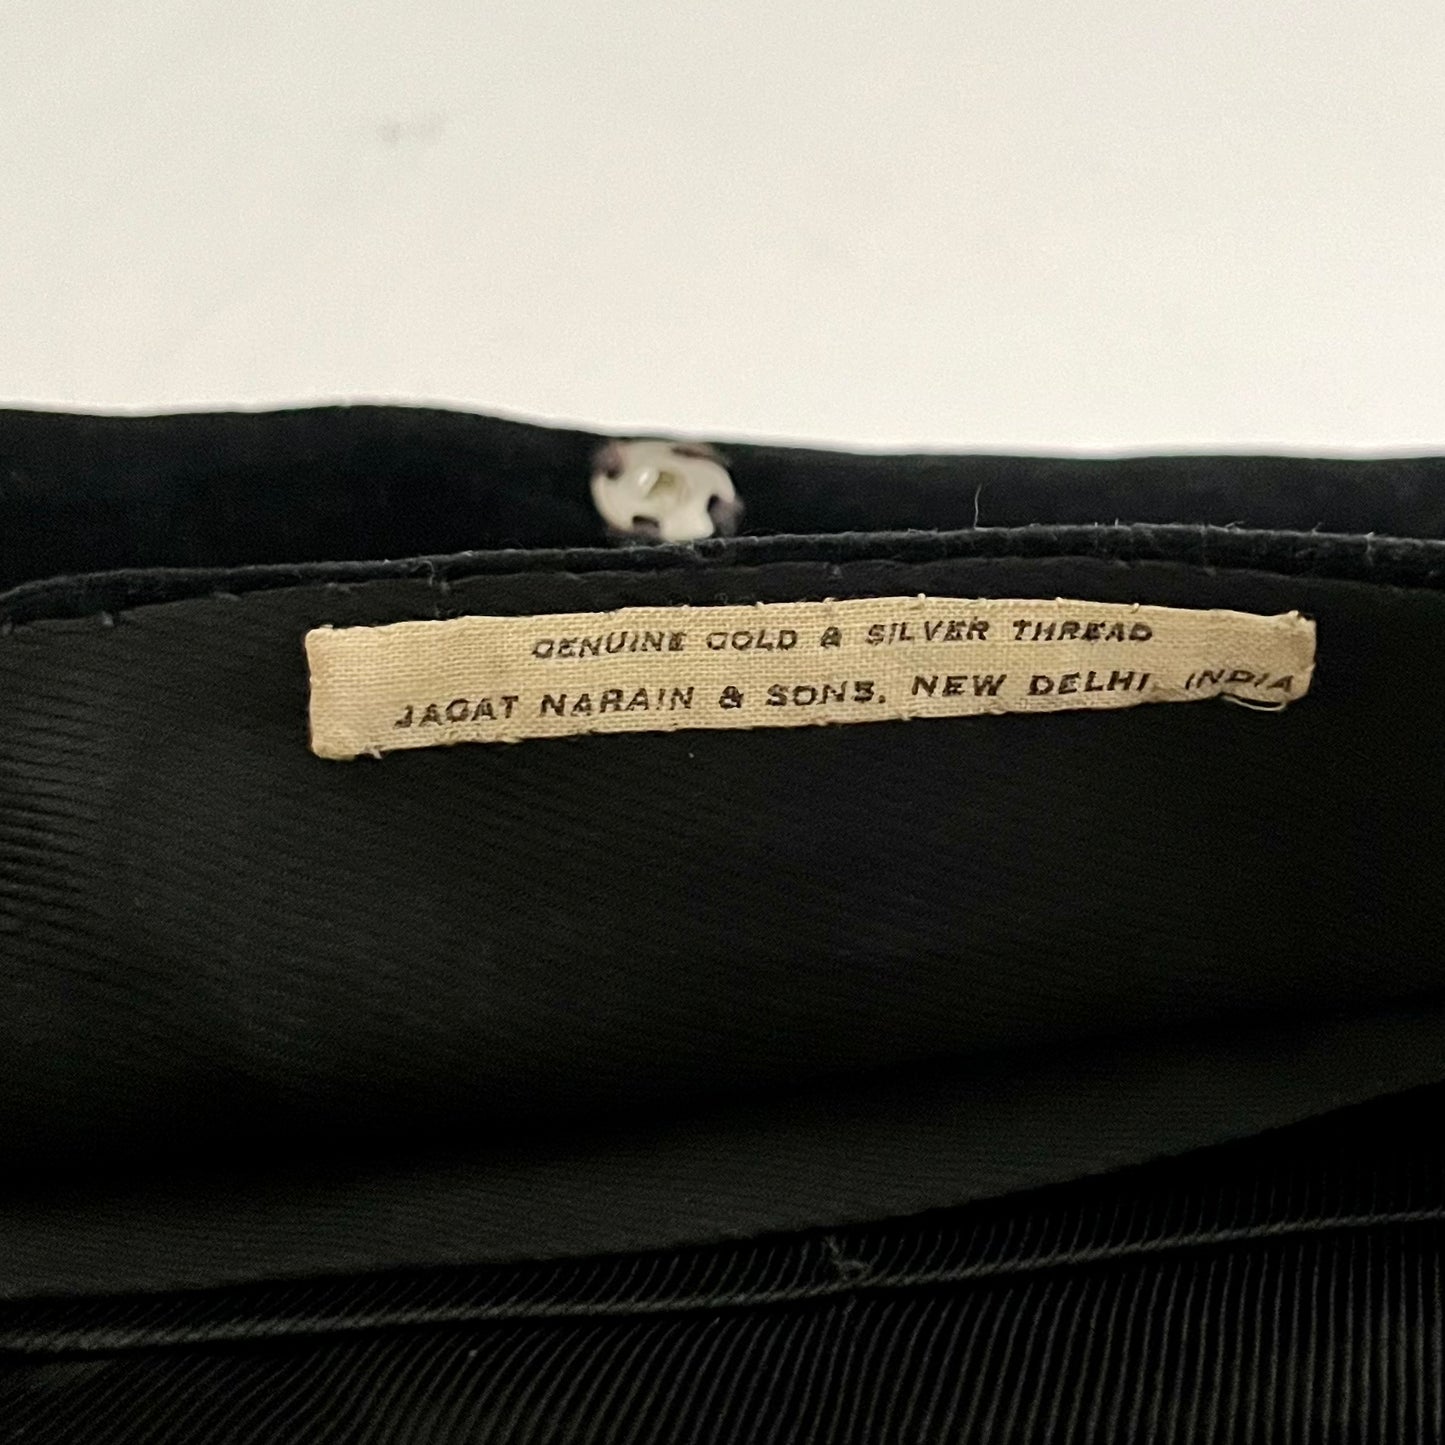 GENUINE GOLD & SILVER THREAD
JAGAT NARAIN & SONS, NEW DELHI, INDIA